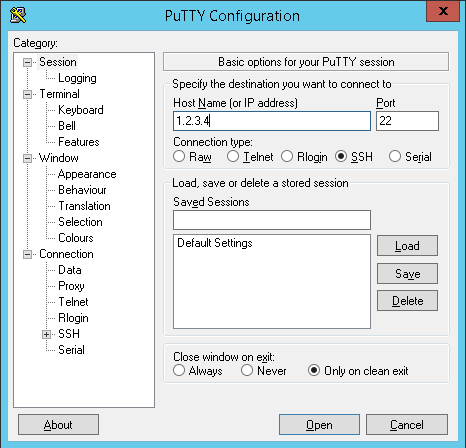 PuTTY Configuration
Category:
Session
Logging
Terminal
Keyboard
Bell
Features
Window
Appearance
Behaviour
Translation
Selection
Colours
Connection
Data
Proxy
Telnet
Rlogin
SSH
Serial
Basic options for your PuTTY session
Specify the destination you want to connect to
Host Name (or IP address) Port
1.2.3.4 22
Connection type:
Raw Telnet Rlogin SSH Serial
Load, save or delete a stored session
Saved Sessions
Default Settings
Load
Save
Delete
Close window on exit:
Always Never Only on clean exit
About Open Cancel